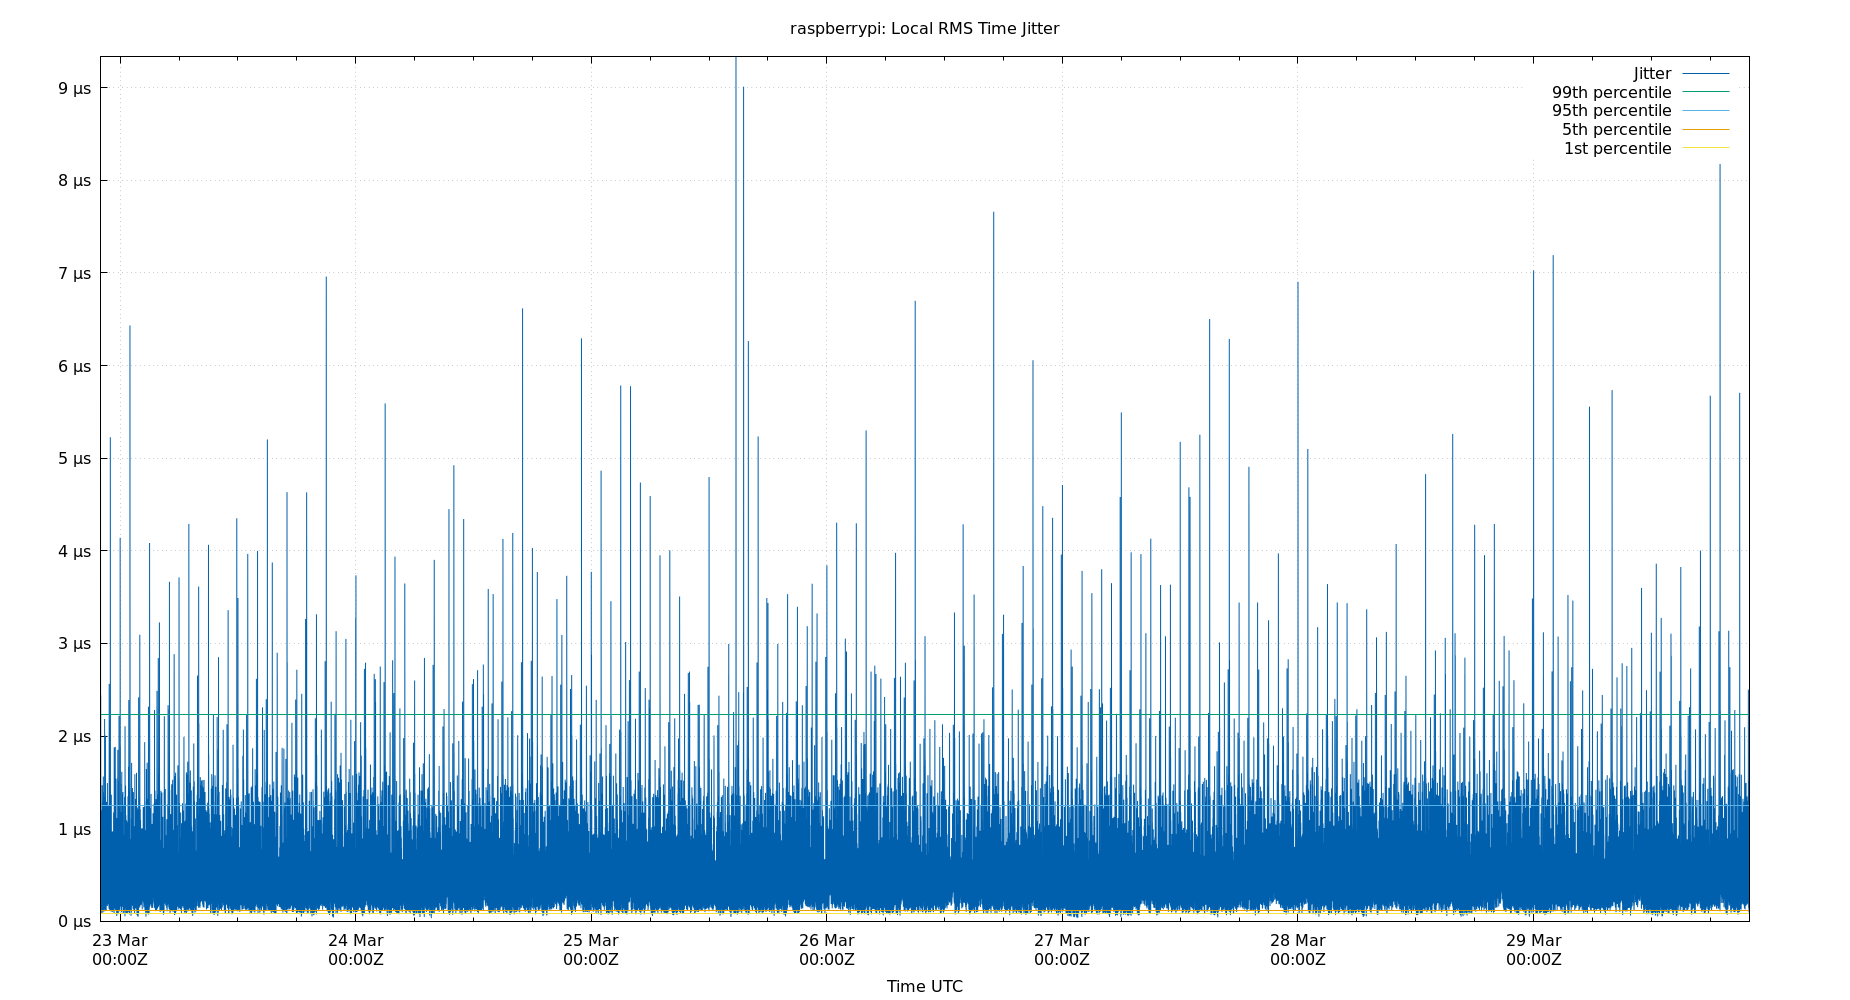 raspberrypi: Local RMS Time Jitter
Jitter
99th percentile
95th percentile
5th percentile
1st percentile
9 μs
8 μs
7 μs
6 μs
5 μs
4 μs
3 μs
2 μs
1 μs
0 μs
23 Mar 24 Mar 25 Mar 26 Mar 27 Mar 28 Mar 29 Mar
00:00Z 00:00Z 00:00Z 00:00Z 00:00Z 00:00Z 00:00Z
Time UTC